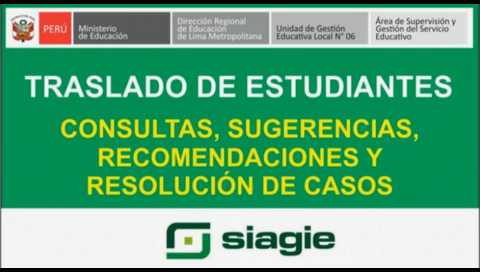 PERÚ
Ministerio
de Educación
Dirección Regional
de Educación
de Lima Metropolitana
Unidad de Gestión
Educativa Local N° 06
Área de Supervisión y
Gestión del Servicio
Educativo
TRASLADO DE ESTUDIANTES
CONSULTAS, SUGERENCIAS,
RECOMENDACIONES Y
RESOLUCIÓN DE CASOS
siagie